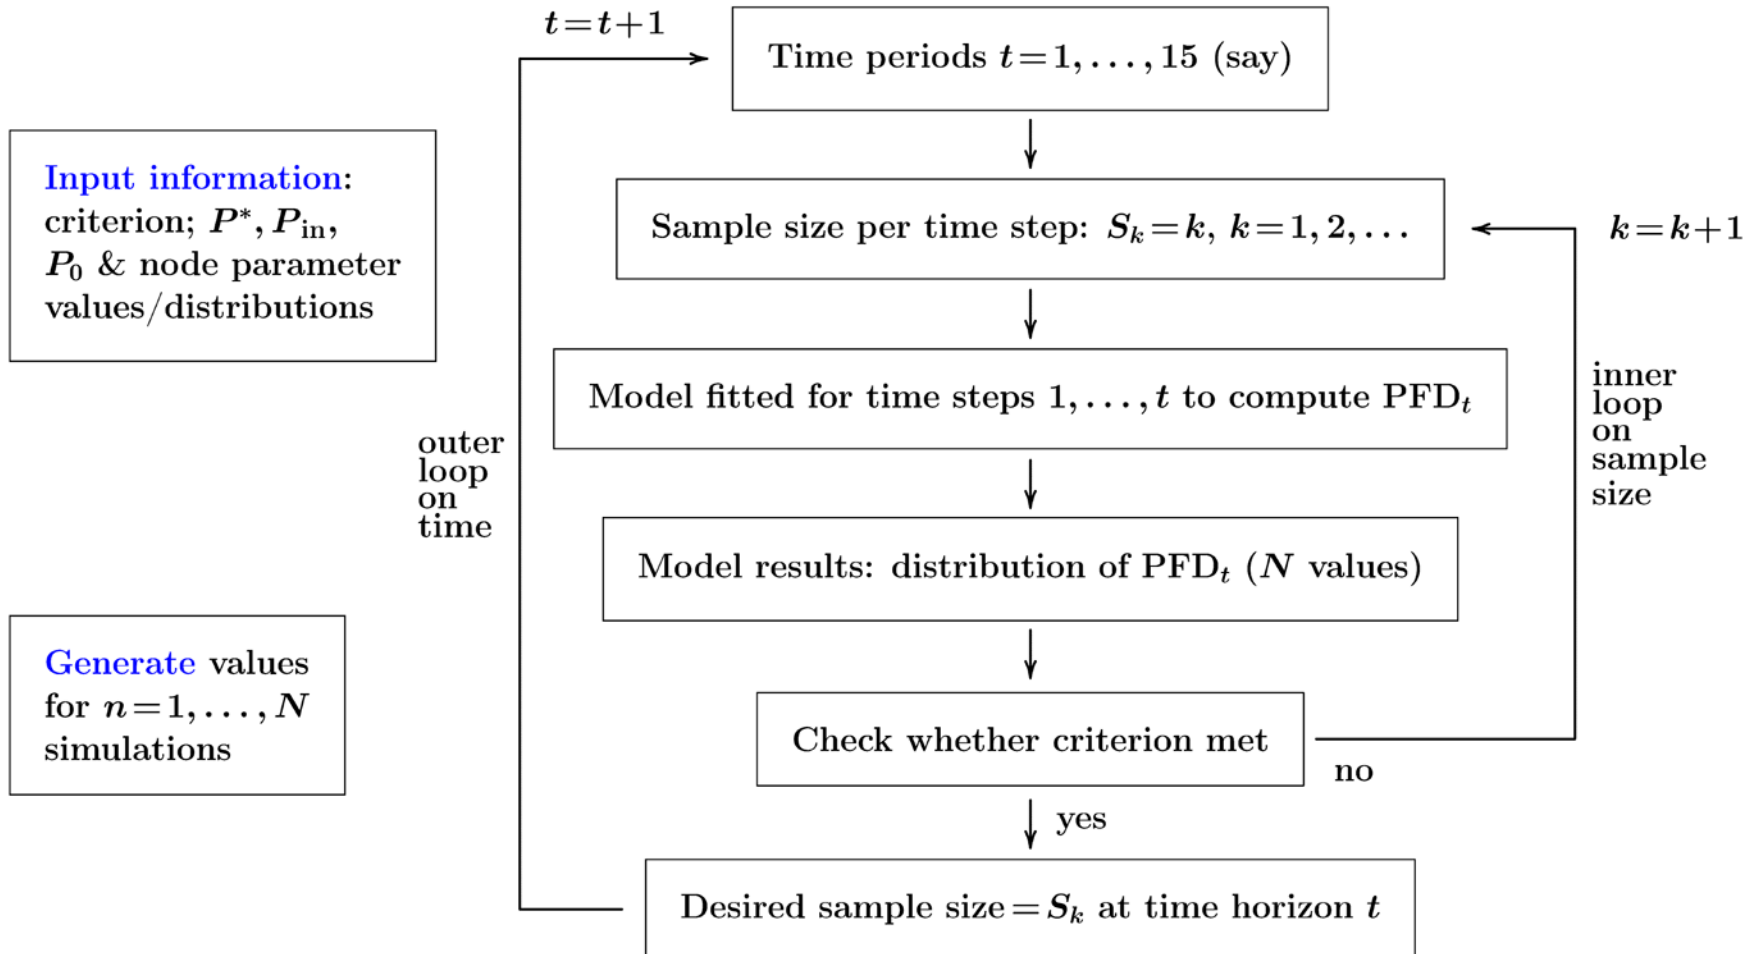 t=t+1
Time periods t=1,...,15 (say)
Input information:
criterion; P*, P_in,
P_0 & node parameter
values/distributions
Sample size per time step: S_k=k, k=1,2,...
k=k+1
Model fitted for time steps 1,...,t to compute PFD_t
inner
loop
on
sample
size
outer
loop
on
time
Model results: distribution of PFD_t (N values)
Generate values
for n=1,...,N
simulations
Check whether criterion met
no
yes
Desired sample size=S_k at time horizon t